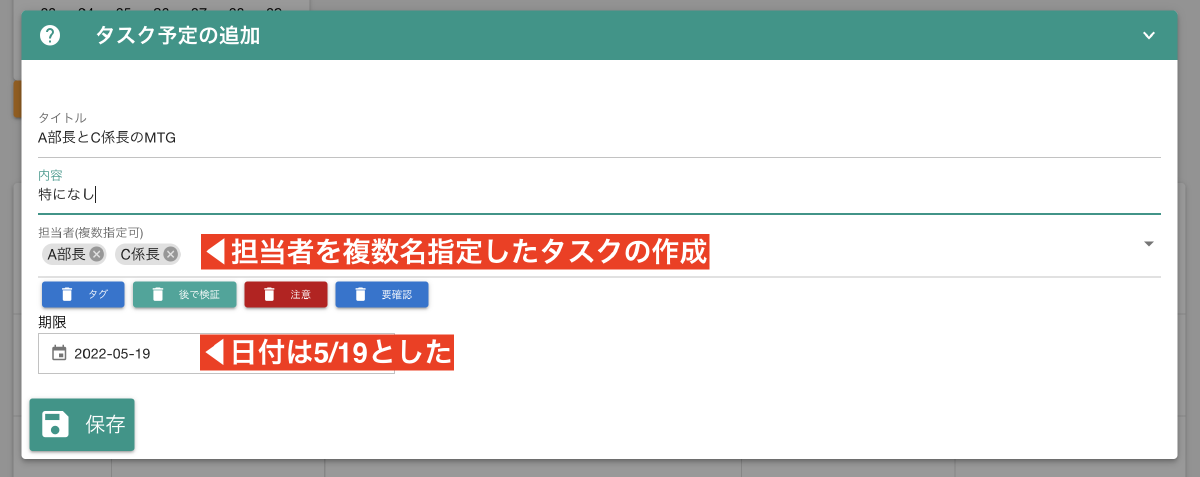 タスク予定の追加
タイトル
A部長とC係長のMTG
内容
特になし
担当者(複数指定可)
A部長 C係長
◀担当者を複数名指定したタスクの作成
タグ 後で検証 注意 要確認
期限
2022-05-19
◀日付は5/19とした
保存